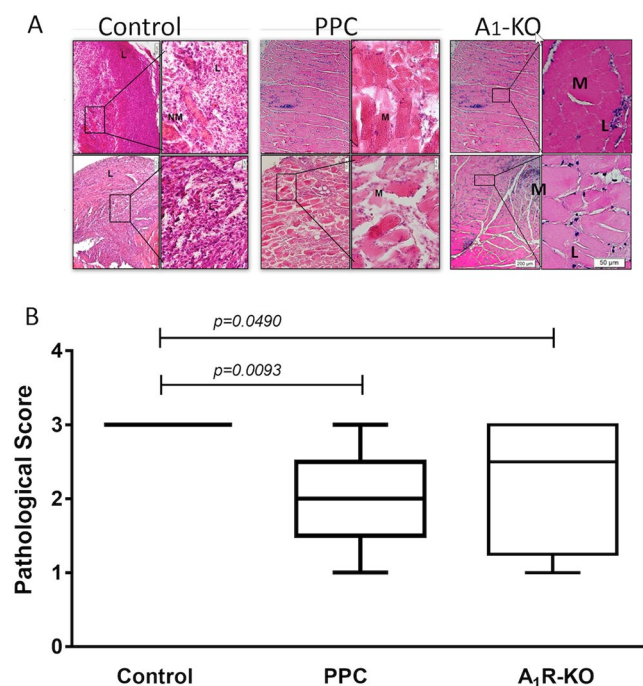 A
Control PPC A1-KO
L L
NM
M
M
L
L
M
M
L
200 µm 50 µm
B
p=0.0490
p=0.0093
Pathological Score
4
3
2
1
0
Control PPC A₁R-KO